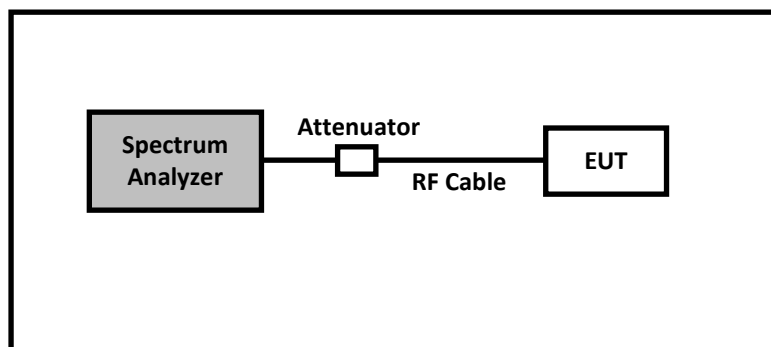 Spectrum
Analyzer
Attenuator
RF Cable
EUT